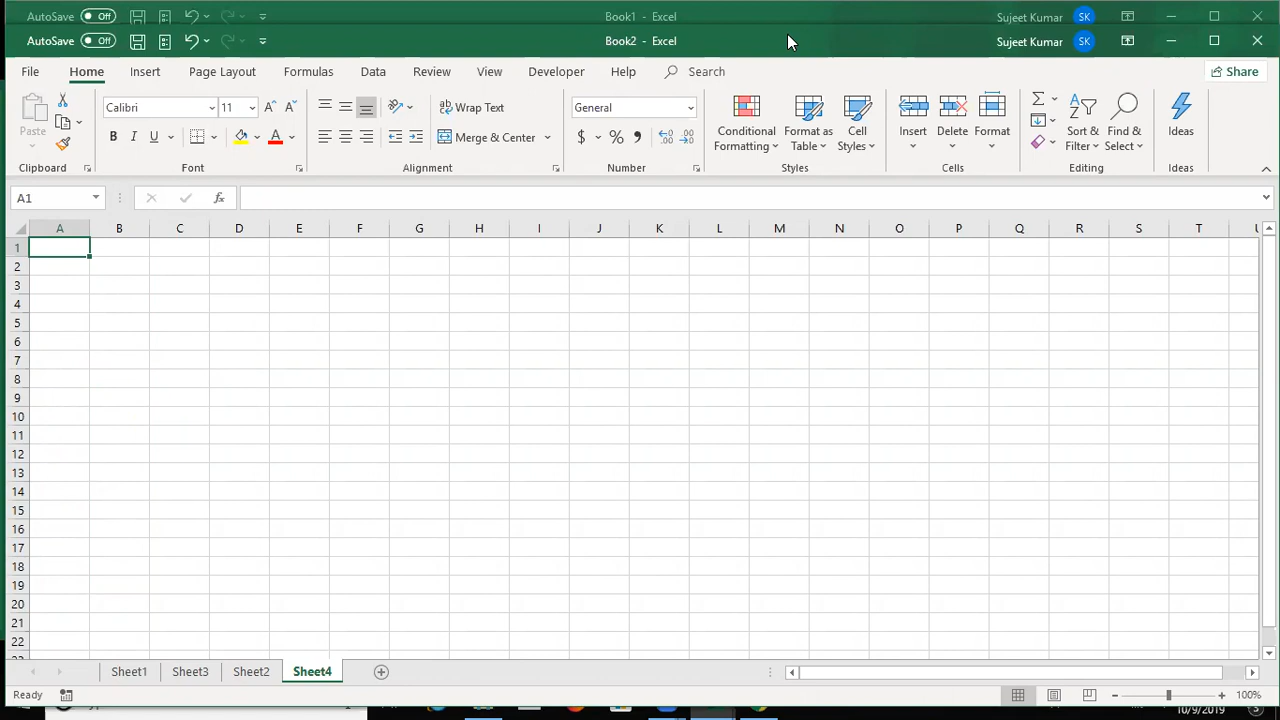 AutoSave Off Book1 - Excel Sujeet Kumar SK
AutoSave Off Book2 - Excel Sujeet Kumar SK
File Home Insert Page Layout Formulas Data Review View Developer Help Search Share
Paste Calibri 11 Wrap Text General Conditional Formatting Format as Table Cell Styles Insert Delete Format Sort & Filter Find & Select Ideas
B I U Merge & Center $ % ,
Clipboard Font Alignment Number Styles Cells Editing Ideas
A1 fx
A B C D E F G H I J K L M N O P Q R S T U
1
2
3
4
5
6
7
8
9
10
11
12
13
14
15
16
17
18
19
20
21
22
23
Sheet1 Sheet3 Sheet2 Sheet4
Ready 100%
10/9/2019